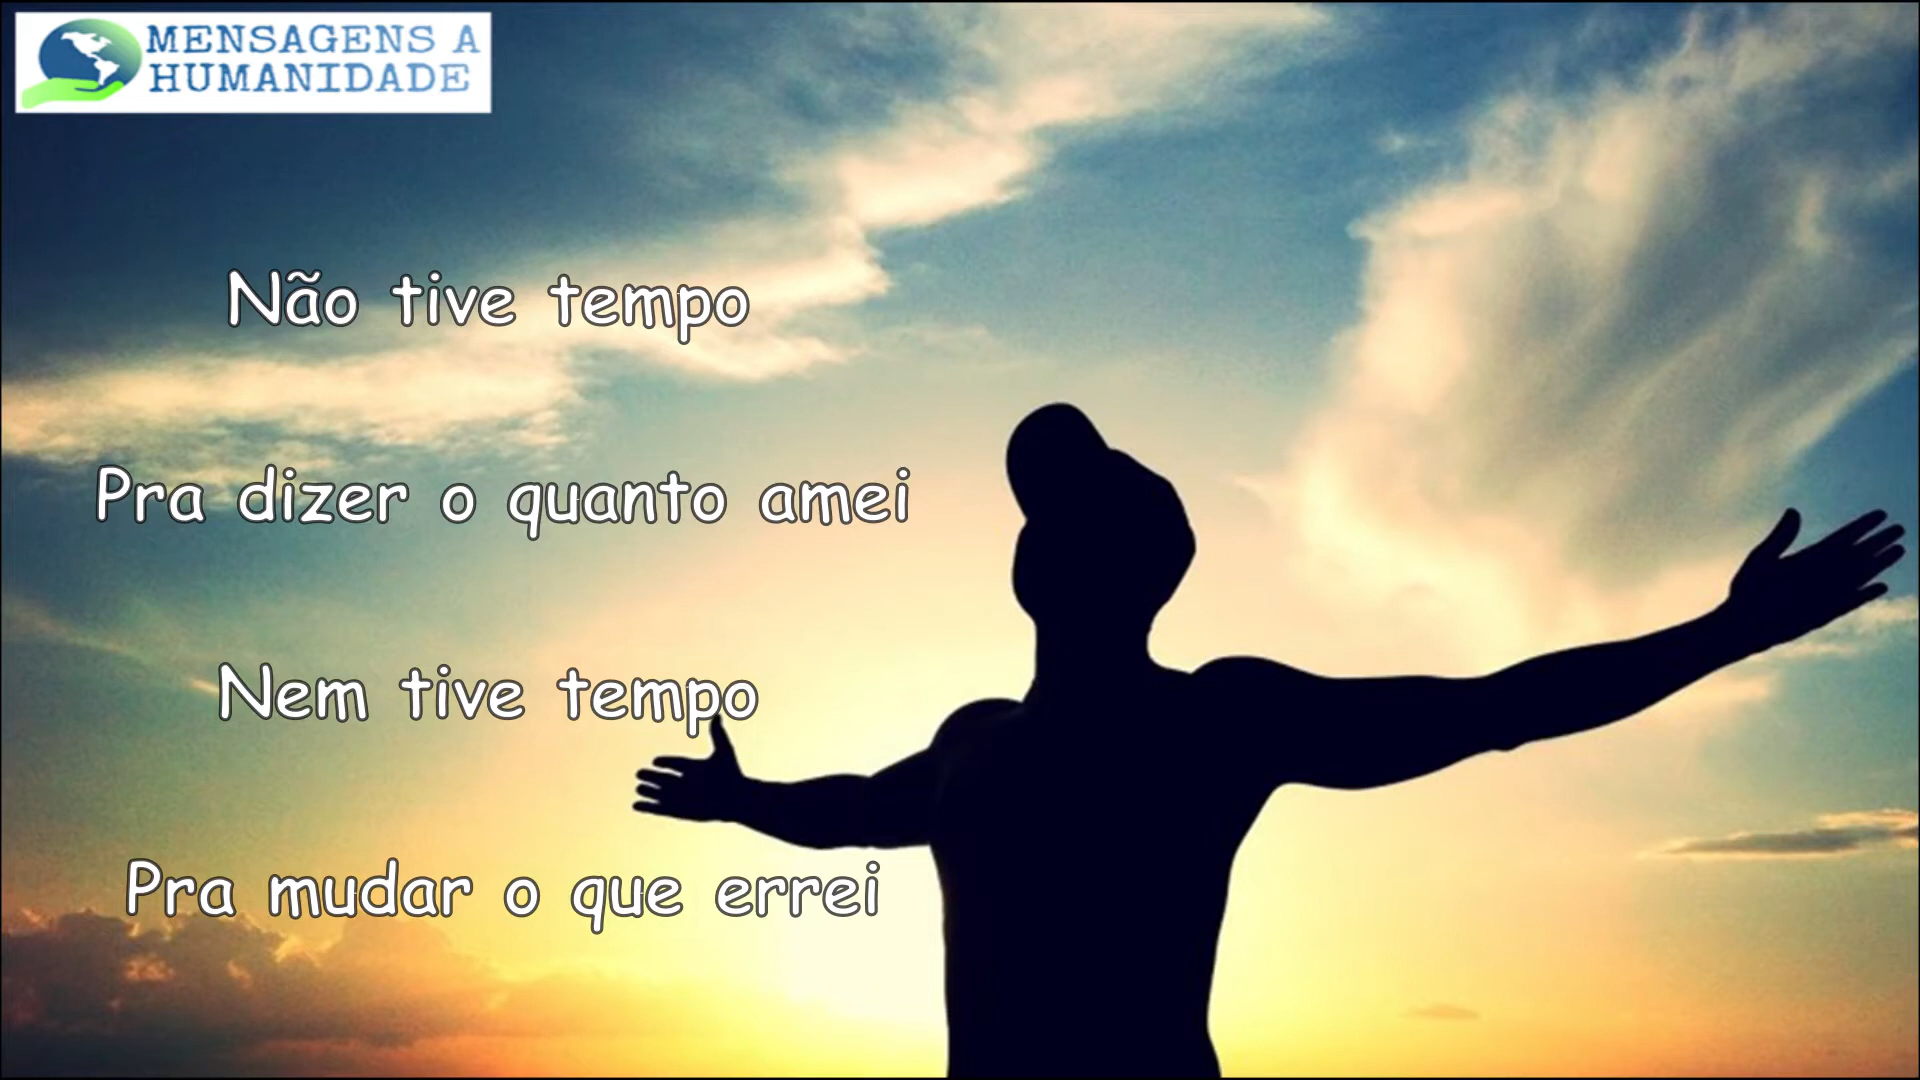 MENSAGENS A
HUMANIDADE
Não tive tempo
Pra dizer o quanto amei
Nem tive tempo
Pra mudar o que errei